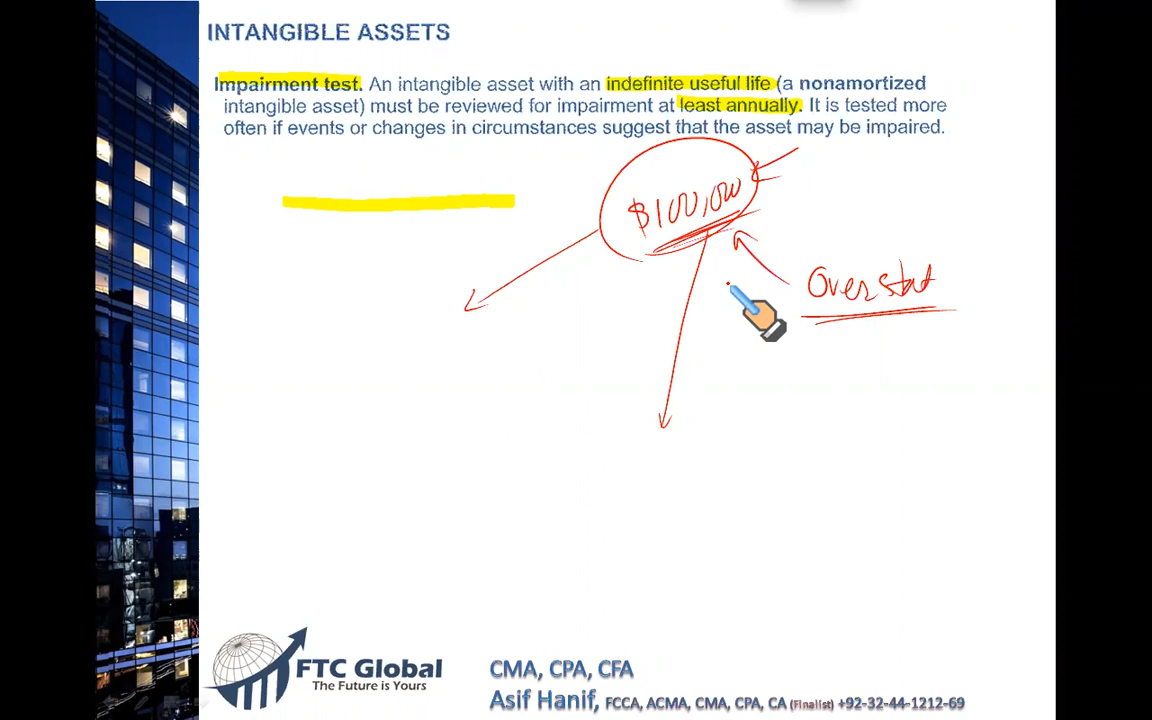 INTANGIBLE ASSETS
Impairment test. An intangible asset with an indefinite useful life (a nonamortized
intangible asset) must be reviewed for impairment at least annually. It is tested more
often if events or changes in circumstances suggest that the asset may be impaired.
$100,000
Overstat
FTC Global
The Future is Yours
CMA, CPA, CFA
Asif Hanif, FCCA, ACMA, CMA, CPA, CA (Finalist) +92-32-44-1212-69